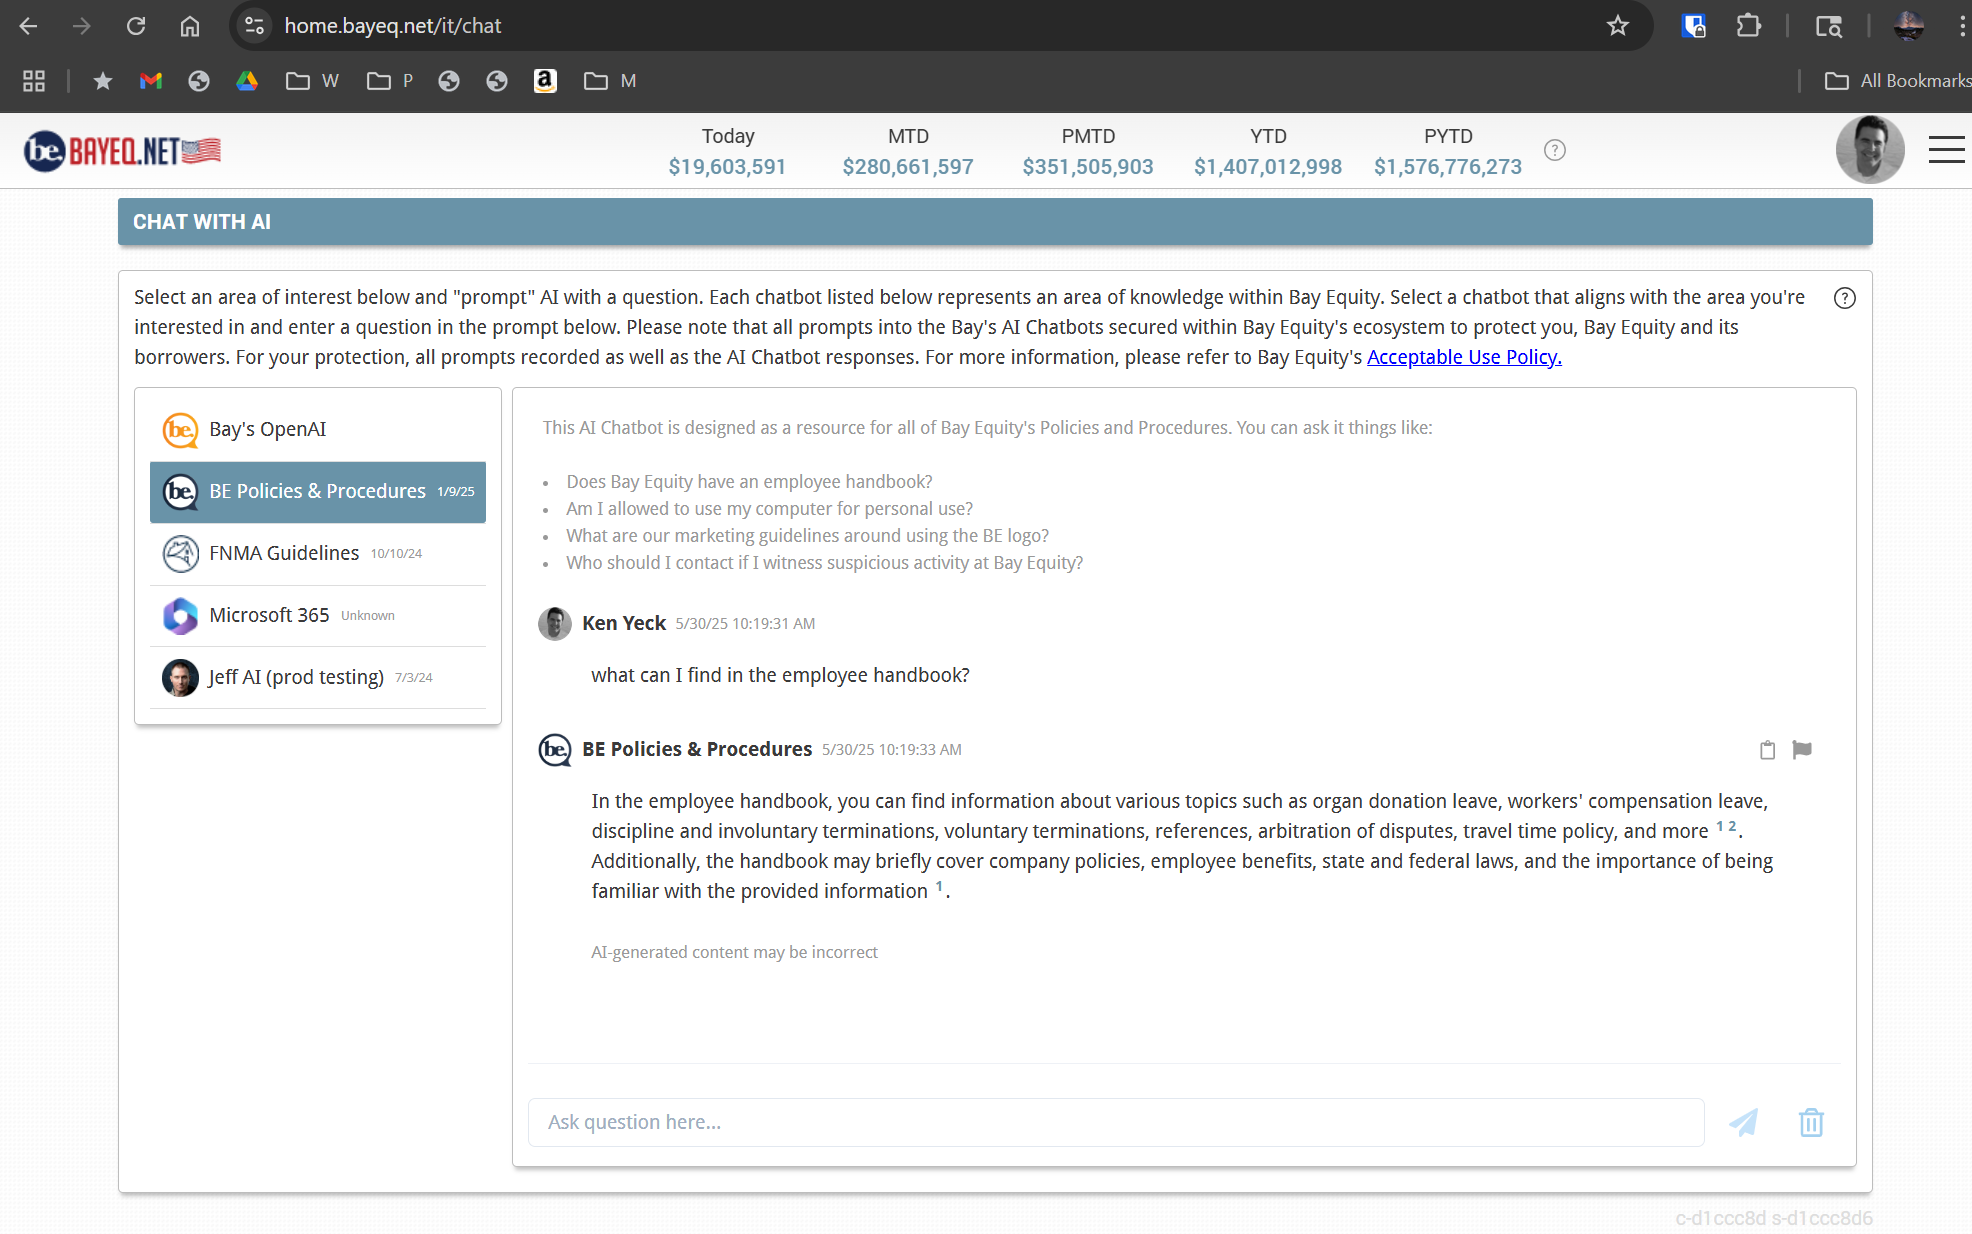 home.bayeq.net/it/chat
W
P
M
All Bookmarks
be. BAYEQ.NET
Today
$19,603,591
MTD
$280,661,597
PMTD
$351,505,903
YTD
$1,407,012,998
PYTD
$1,576,776,273
CHAT WITH AI
Select an area of interest below and "prompt" AI with a question. Each chatbot listed below represents an area of knowledge within Bay Equity. Select a chatbot that aligns with the area you're
interested in and enter a question in the prompt below. Please note that all prompts into the Bay's AI Chatbots secured within Bay Equity's ecosystem to protect you, Bay Equity and its
borrowers. For your protection, all prompts recorded as well as the AI Chatbot responses. For more information, please refer to Bay Equity's Acceptable Use Policy.
be. Bay's OpenAI
be. BE Policies & Procedures 1/9/25
FNMA Guidelines 10/10/24
Microsoft 365 Unknown
Jeff AI (prod testing) 7/3/24
This AI Chatbot is designed as a resource for all of Bay Equity's Policies and Procedures. You can ask it things like:
• Does Bay Equity have an employee handbook?
• Am I allowed to use my computer for personal use?
• What are our marketing guidelines around using the BE logo?
• Who should I contact if I witness suspicious activity at Bay Equity?
Ken Yeck 5/30/25 10:19:31 AM
what can I find in the employee handbook?
be. BE Policies & Procedures 5/30/25 10:19:33 AM
In the employee handbook, you can find information about various topics such as organ donation leave, workers' compensation leave,
discipline and involuntary terminations, voluntary terminations, references, arbitration of disputes, travel time policy, and more 1 2.
Additionally, the handbook may briefly cover company policies, employee benefits, state and federal laws, and the importance of being
familiar with the provided information 1.
AI-generated content may be incorrect
Ask question here...
c-d1ccc8d s-d1ccc8d6